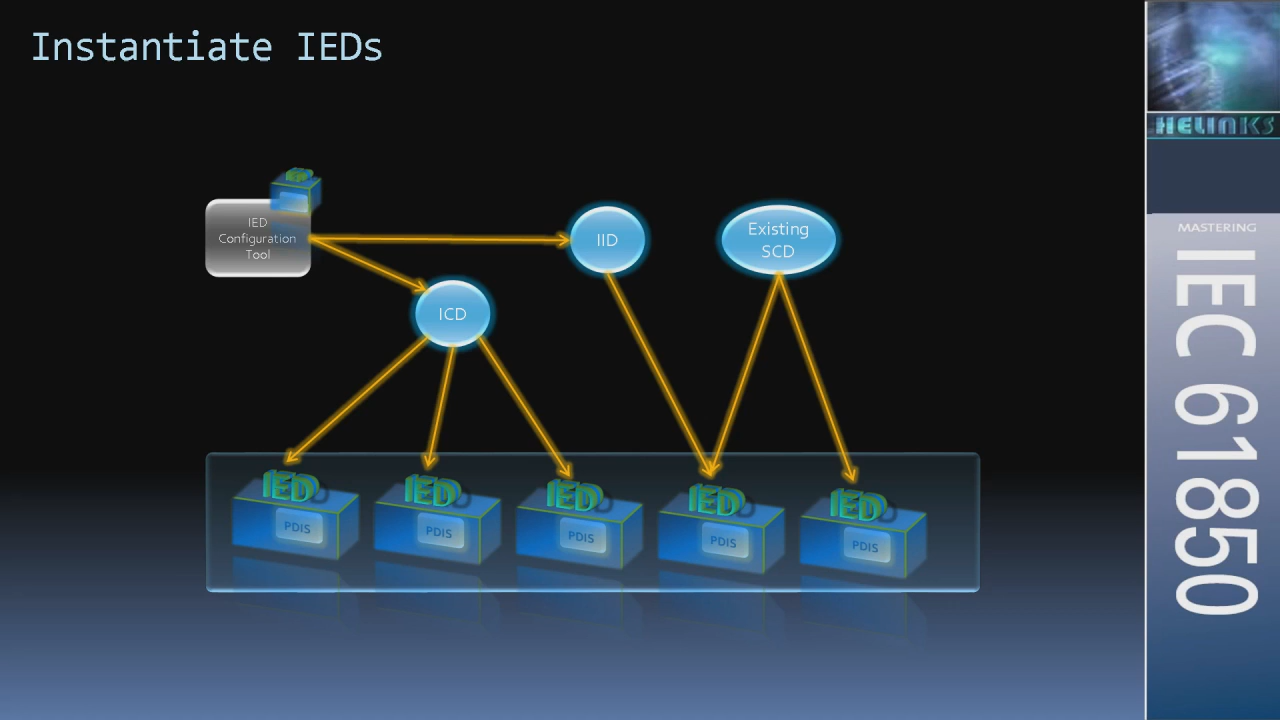 Instantiate IEDs
IED
Configuration
Tool
IID
Existing
SCD
ICD
IED
PDIS
IED
PDIS
IED
PDIS
IED
PDIS
IED
PDIS
HELINKS
MASTERING
IEC 61850